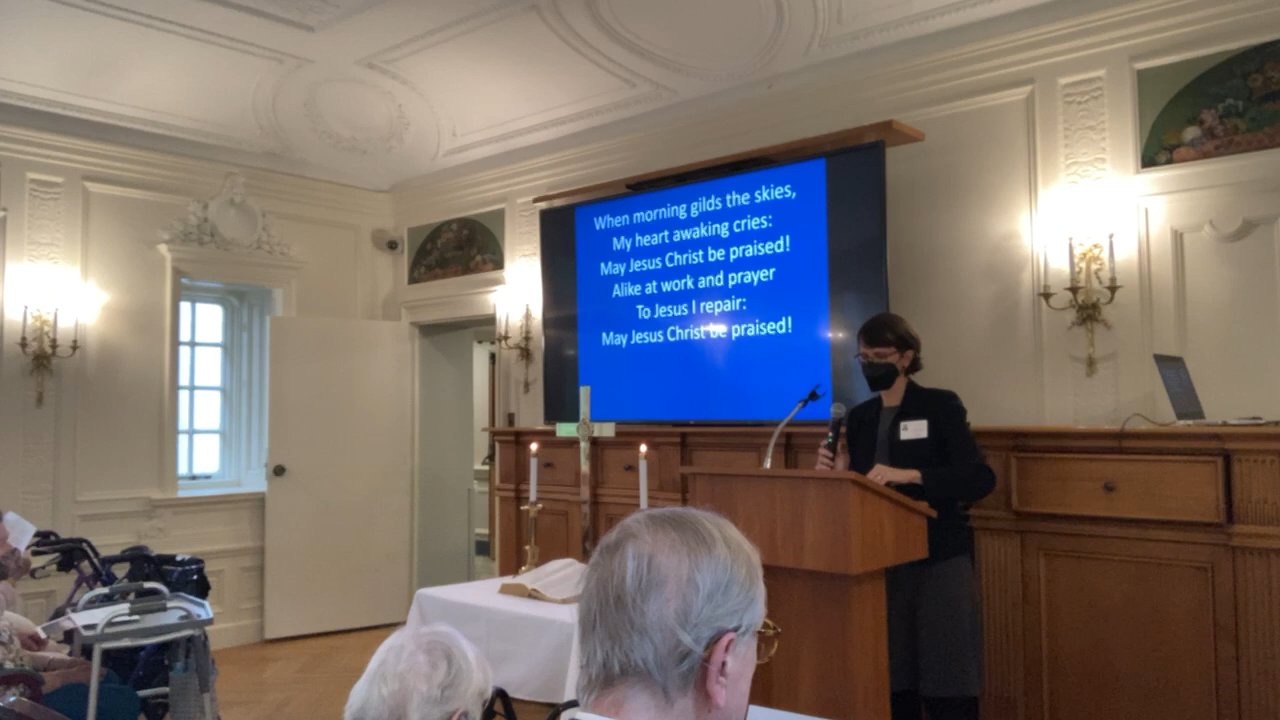 When morning gilds the skies,
My heart awaking cries:
May Jesus Christ be praised!
Alike at work and prayer
To Jesus I repair:
May Jesus Christ be praised!